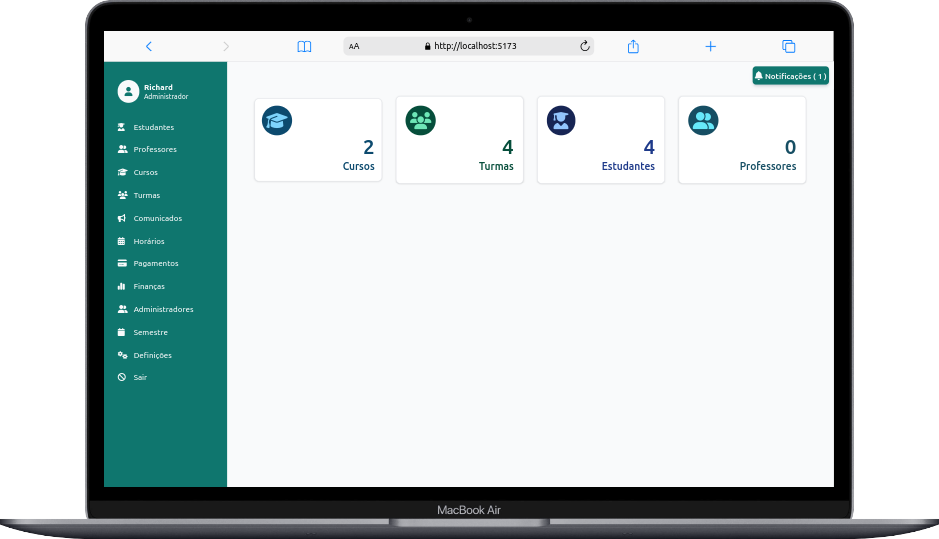 AA
http://localhost:5173
Notificações ( 1 )
Richard
Administrador
Estudantes
Professores
Cursos
Turmas
Comunicados
Horários
Pagamentos
Finanças
Administradores
Semestre
Definições
Sair
2
Cursos
4
Turmas
4
Estudantes
0
Professores
MacBook Air